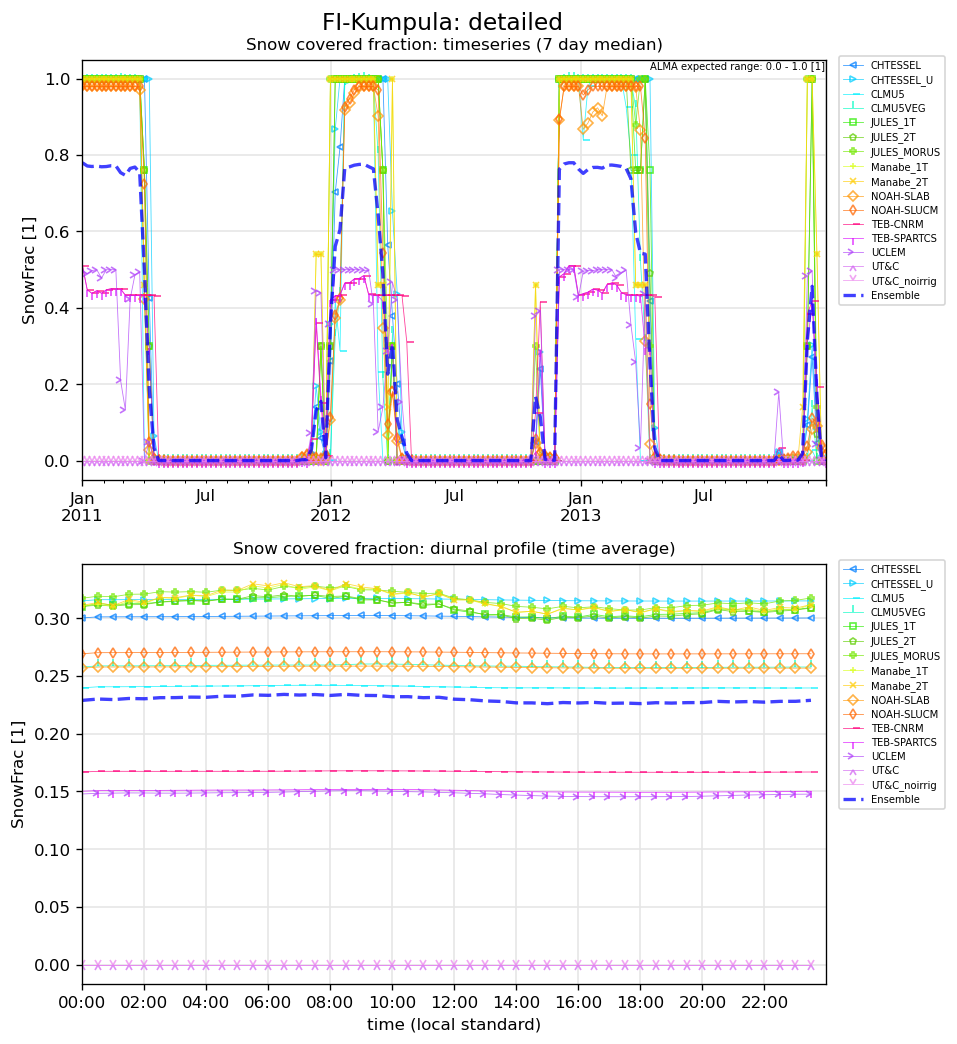 FI-Kumpula: detailed
Snow covered fraction: timeseries (7 day median)
ALMA expected range: 0.0 - 1.0 [1]
SnowFrac [1]
1.0
0.8
0.6
0.4
0.2
0.0
Jan
2011
Jul
Jan
2012
Jul
Jan
2013
Jul
CHTESSEL
CHTESSEL_U
CLMU5
CLMU5VEG
JULES_1T
JULES_2T
JULES_MORUS
Manabe_1T
Manabe_2T
NOAH-SLAB
NOAH-SLUCM
TEB-CNRM
TEB-SPARTCS
UCLEM
UT&C
UT&C_noirrig
Ensemble
Snow covered fraction: diurnal profile (time average)
SnowFrac [1]
0.30
0.25
0.20
0.15
0.10
0.05
0.00
00:00 02:00 04:00 06:00 08:00 10:00 12:00 14:00 16:00 18:00 20:00 22:00
time (local standard)
CHTESSEL
CHTESSEL_U
CLMU5
CLMU5VEG
JULES_1T
JULES_2T
JULES_MORUS
Manabe_1T
Manabe_2T
NOAH-SLAB
NOAH-SLUCM
TEB-CNRM
TEB-SPARTCS
UCLEM
UT&C
UT&C_noirrig
Ensemble